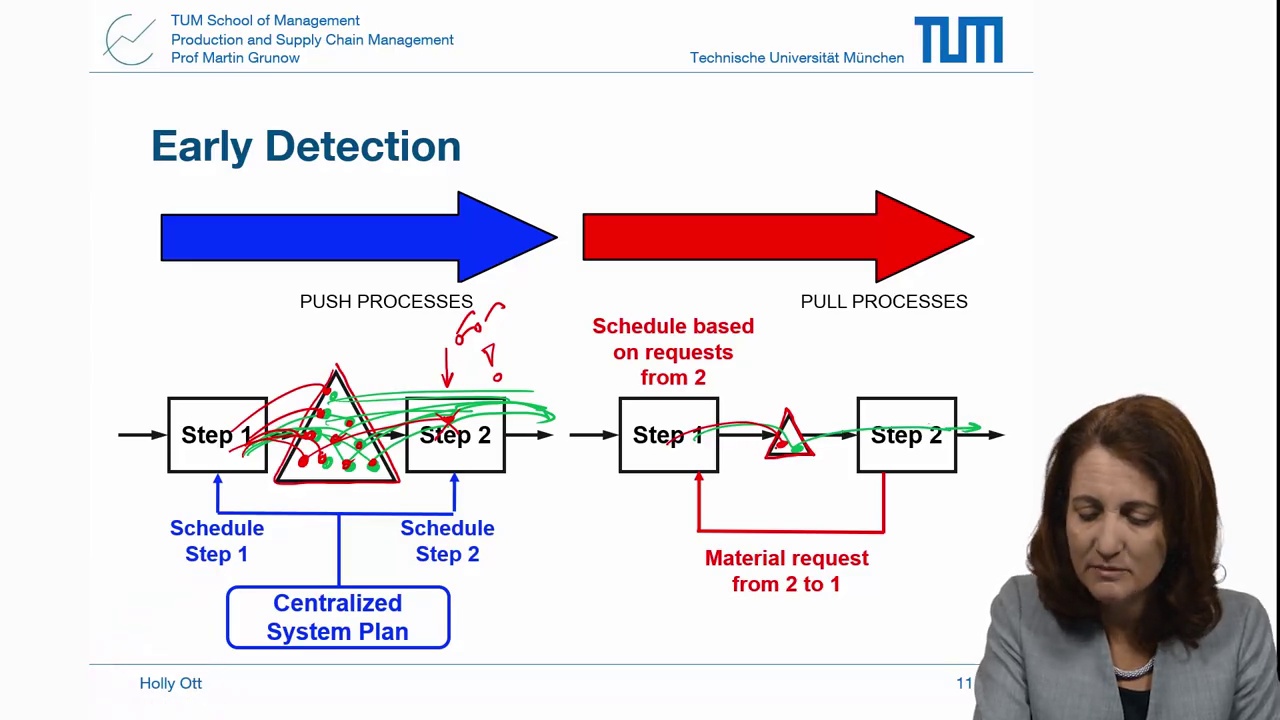 TUM School of Management
Production and Supply Chain Management
Prof Martin Grunow
Technische Universität München
TUM
Early Detection
PUSH PROCESSES
PULL PROCESSES
Schedule based
on requests
from 2
Step 1
Step 2
Step 1
Step 2
Schedule
Step 1
Schedule
Step 2
Material request
from 2 to 1
Centralized
System Plan
Holly Ott
11